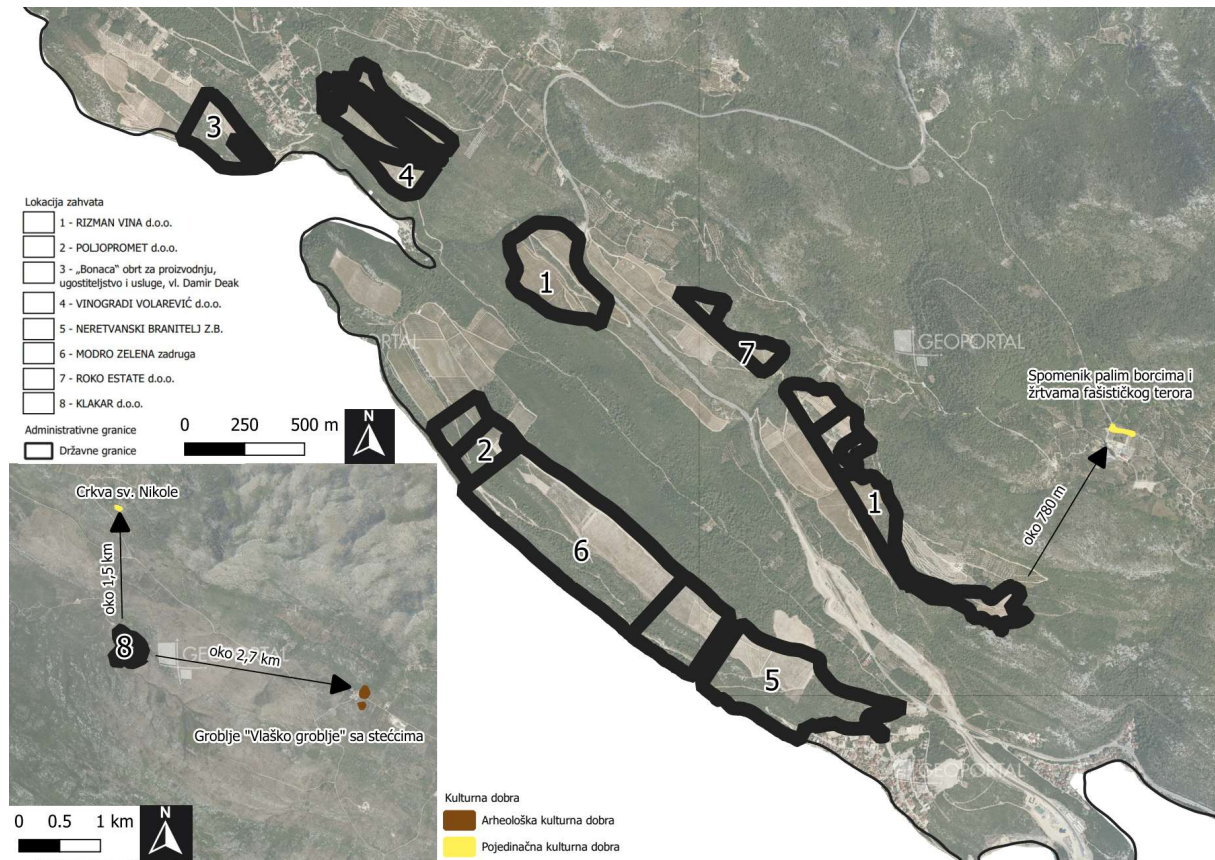 3
4
1
7
2
6
5
1
Spomenik palim borcima i
žrtvama fašističkog terora
oko 780 m
GEOPORTAL
PORTAL
GEOPORTAL
Lokacija zahvata
1 - RIZMAN VINA d.o.o.
2 - POLJOPROMET d.o.o.
3 - „Bonaca“ obrt za proizvodnju,
ugostiteljstvo i usluge, vl. Damir Deak
4 - VINOGRADI VOLAREVIĆ d.o.o.
5 - NERETVANSKI BRANITELJ Z.B.
6 - MODRO ZELENA zadruga
7 - ROKO ESTATE d.o.o.
8 - KLAKAR d.o.o.
Administrativne granice
Državne granice
0 250 500 m
N
Crkva sv. Nikole
oko 1,5 km
8
GEOPORTAL
oko 2,7 km
Groblje "Vlaško groblje" sa stećcima
0 0.5 1 km
N
Kulturna dobra
Arheološka kulturna dobra
Pojedinačna kulturna dobra